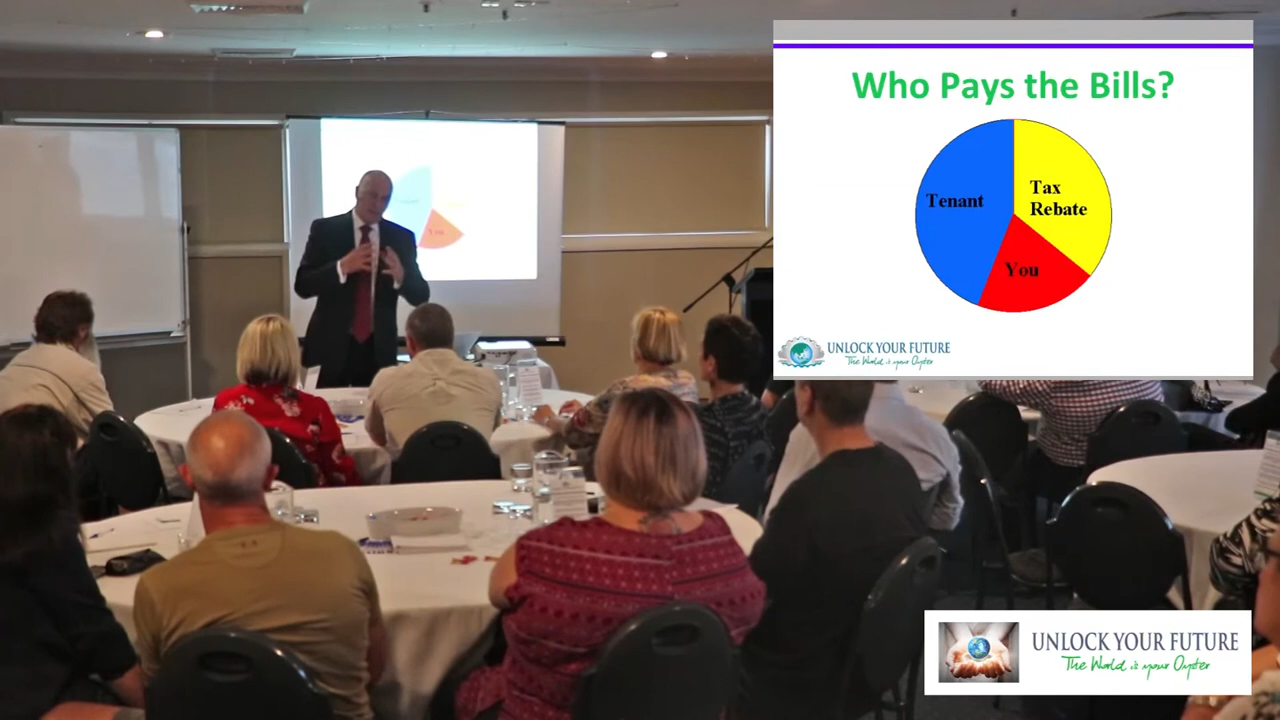 Who Pays the Bills?
Tenant
Tax
Rebate
You
UNLOCK YOUR FUTURE
The World is your Oyster
You
UNLOCK YOUR FUTURE
The World is your Oyster